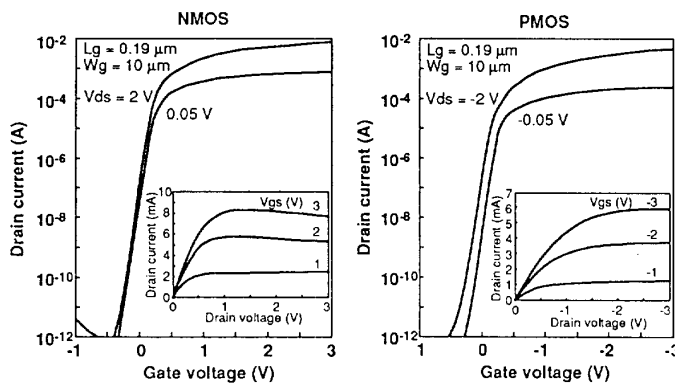 NMOS
Drain current (A)
10-2
10-4
10-6
10-8
10-10
10-12
Lg = 0.19 μm
Wg = 10 μm
Vds = 2 V
0.05 V
Drain current (mA)
10
8
6
4
2
0
Vgs (V)
3
2
1
0 1 2 3
Drain voltage (V)
-1 0 1 2 3
Gate voltage (V)
PMOS
Drain current (A)
10-2
10-4
10-6
10-8
10-10
10-12
Lg = 0.19 μm
Wg = 10 μm
Vds = -2 V
-0.05 V
Drain current (mA)
6
5
4
3
2
1
0
Vgs (V)
-3
-2
-1
0 -1 -2 -3
Drain voltage (V)
1 0 -1 -2
Gate voltage (V)